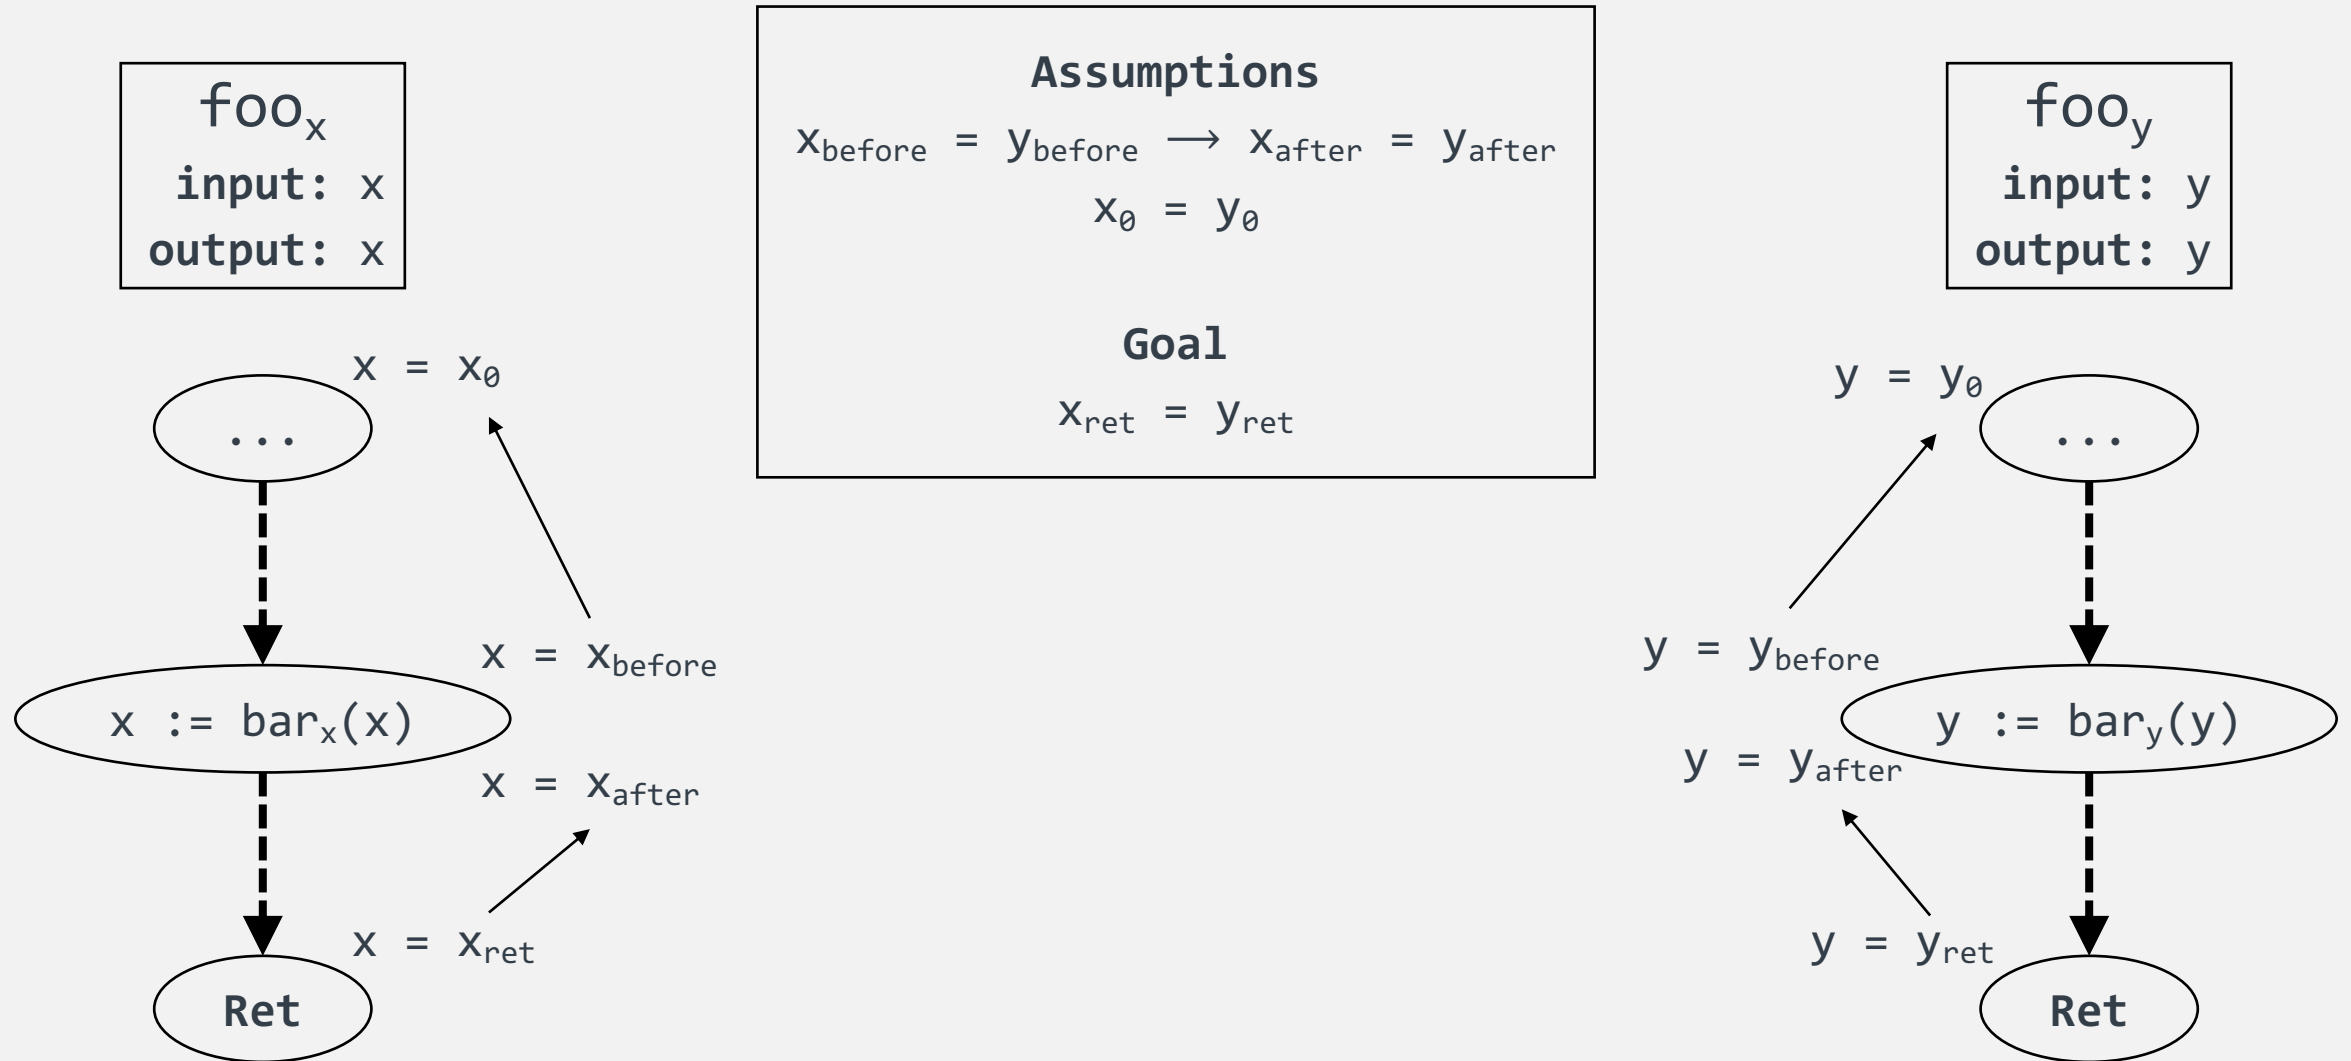 foo_x
input: x
output: x
Assumptions
x_before = y_before ⟶ x_after = y_after
x_0 = y_0
Goal
x_ret = y_ret
foo_y
input: y
output: y
x = x_0
...
x = x_before
x := bar_x(x)
x = x_after
x = x_ret
Ret
y = y_0
...
y = y_before
y := bar_y(y)
y = y_after
y = y_ret
Ret